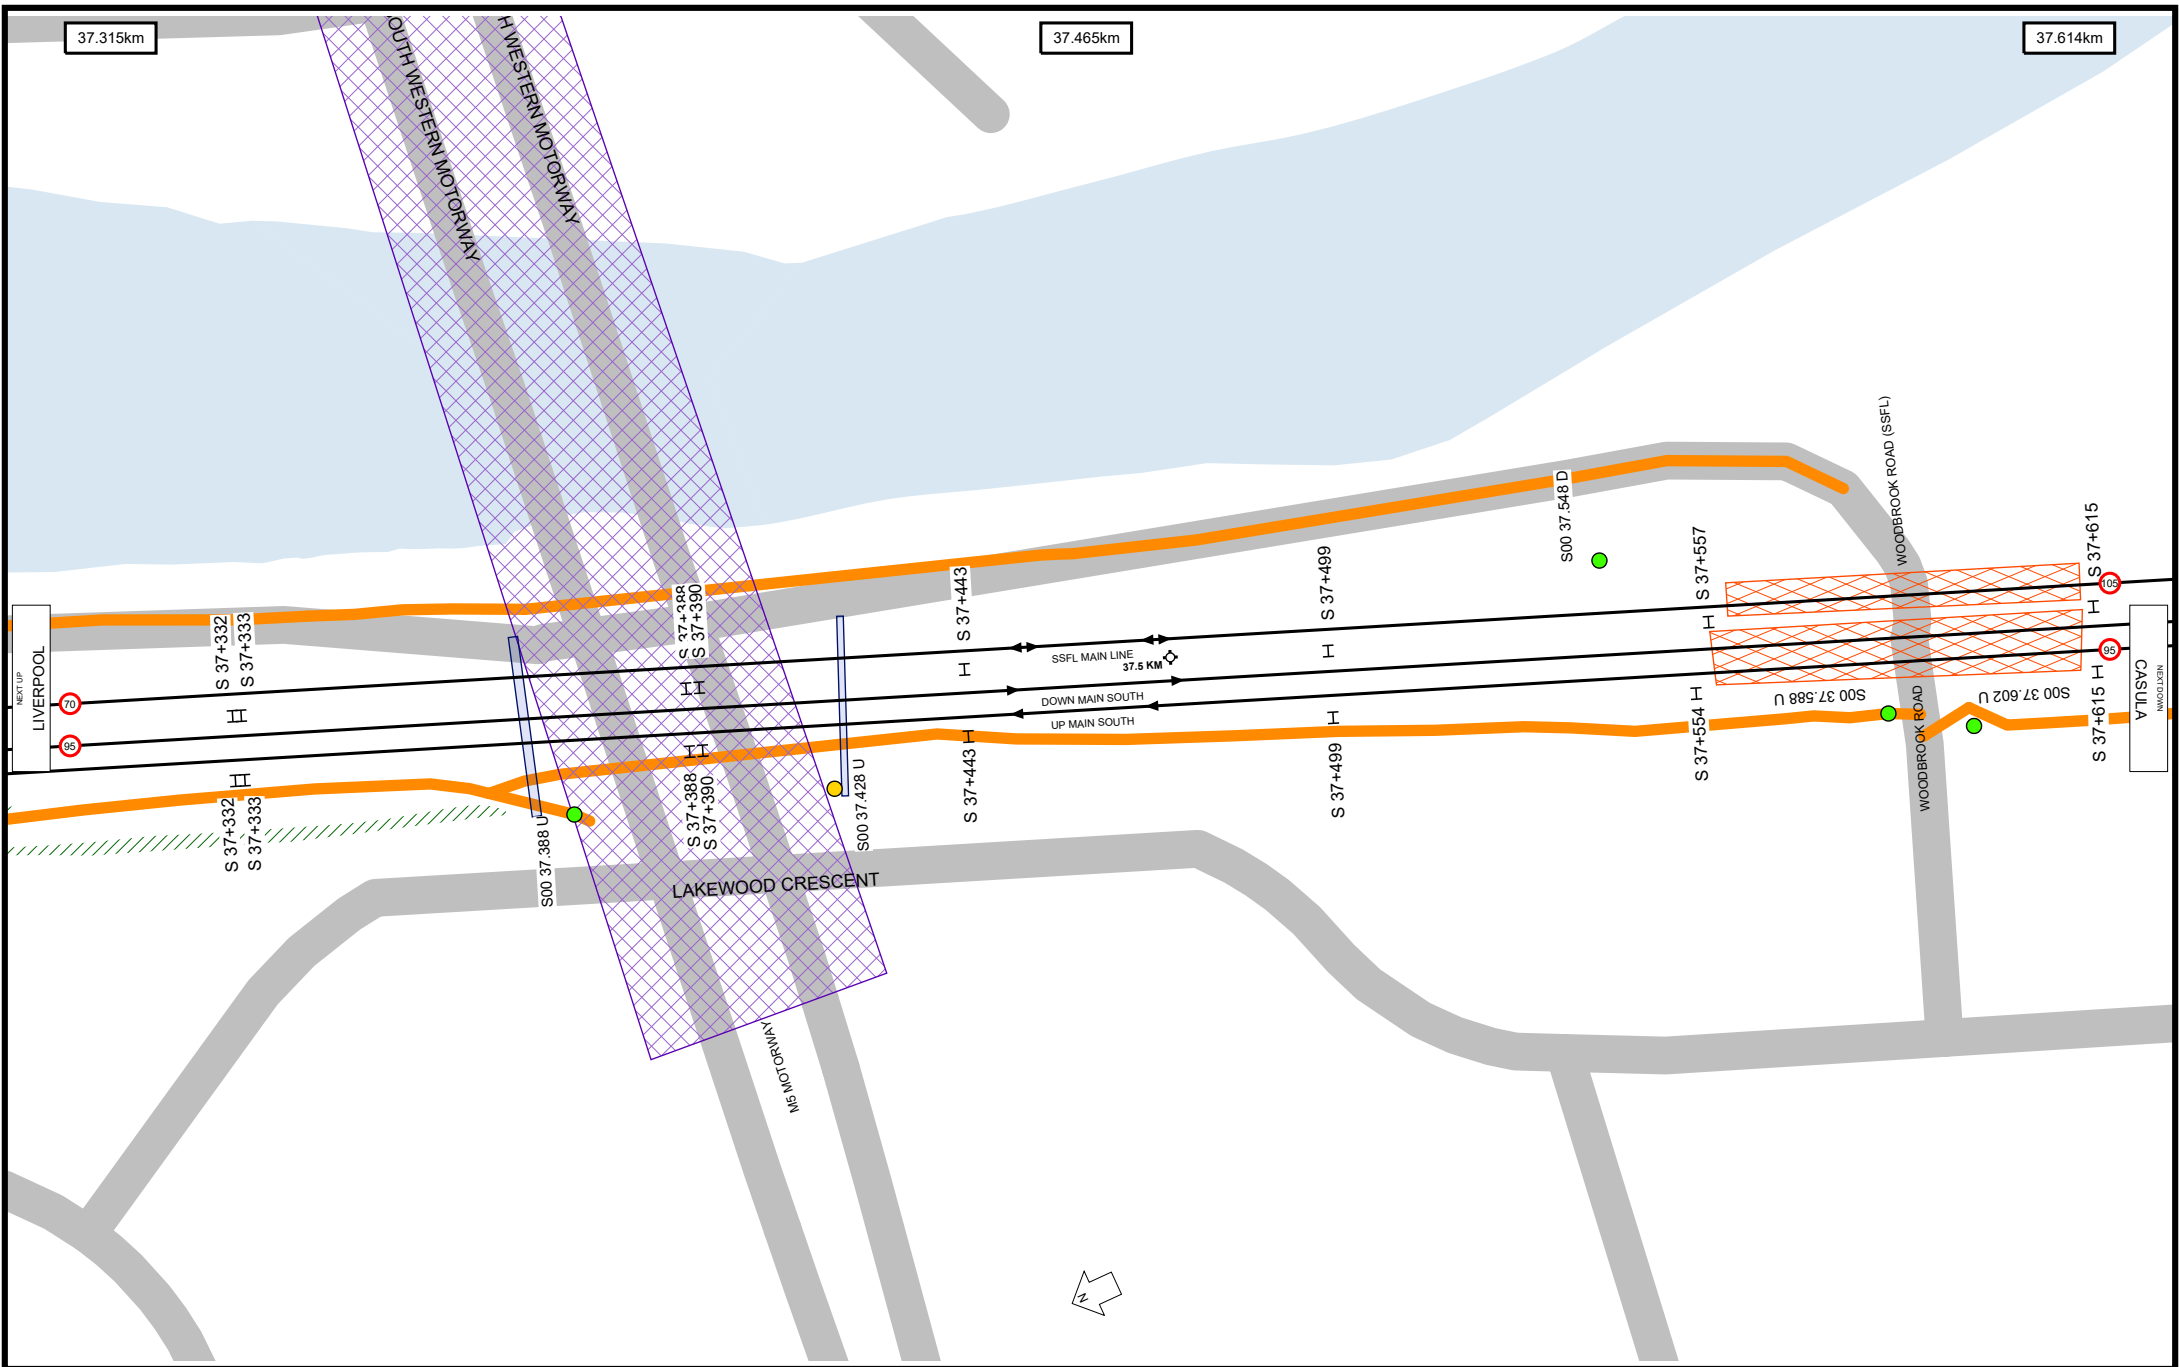 37.315km
37.465km
37.614km
OUTH WESTERN MOTORWAY
H WESTERN MOTORWAY
WOODBROOK ROAD (SSFL)
S00 37.548 D
S 37+332
S 37+333
S 37+388
S 37+390
S 37+443
S 37+499
S 37+557
S 37+615
105
NEXT UP
LIVERPOOL
70
95
SSFL MAIN LINE
37.5 KM
DOWN MAIN SOUTH
UP MAIN SOUTH
95
NEXT DOWN
CASULA
S00 37.588 U
S00 37.602 U
WOODBROOK ROAD
S 37+332
S 37+333
S00 37.388 U
S 37+388
S 37+390
S00 37.428 U
S 37+443
S 37+499
S 37+554
S 37+615
LAKEWOOD CRESCENT
M5 MOTORWAY
N